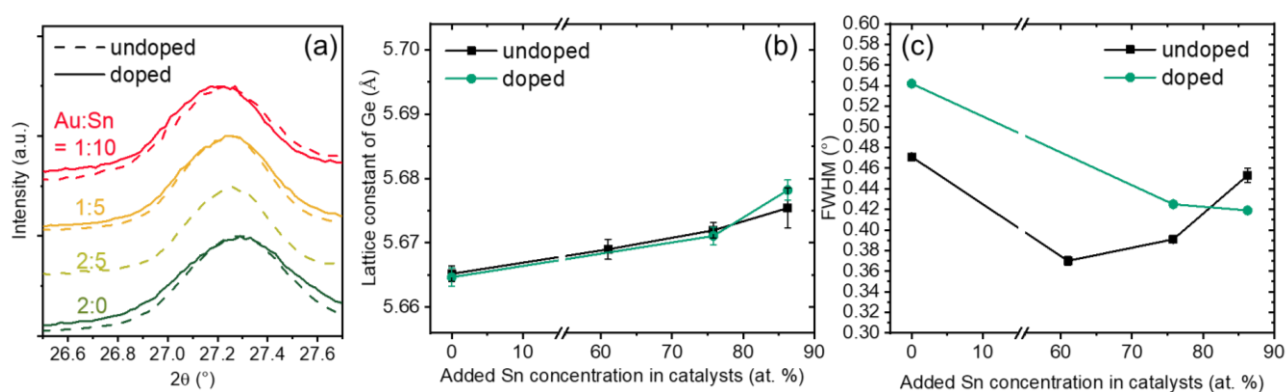 undoped
doped
(a)
Au:Sn
= 1:10
1:5
2:5
2:0
Intensity (a.u.)
26.6 26.8 27.0 27.2 27.4 27.6
2θ (°)
(b)
undoped
doped
Lattice constant of Ge (Å)
5.70
5.69
5.68
5.67
5.66
0 10 60 70 80 90
Added Sn concentration in catalysts (at. %)
(c)
undoped
doped
FWHM (°)
0.60
0.58
0.56
0.54
0.52
0.50
0.48
0.46
0.44
0.42
0.40
0.38
0.36
0.34
0.32
0.30
0 10 60 70 80 90
Added Sn concentration in catalysts (at. %)